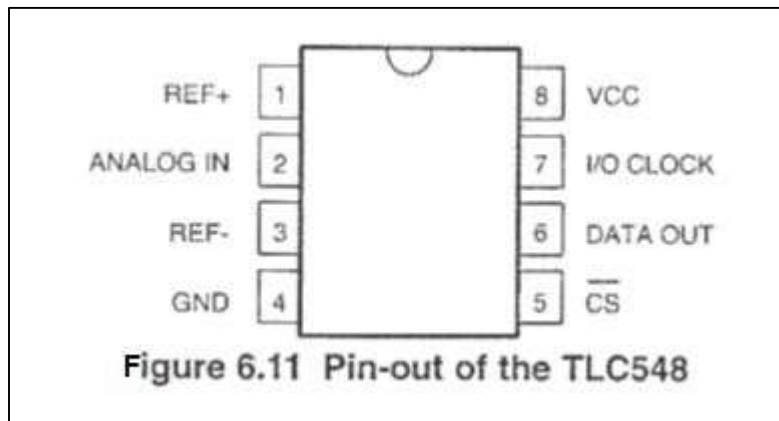 REF+ 1 8 VCC
ANALOG IN 2 7 I/O CLOCK
REF- 3 6 DATA OUT
GND 4 5 C̅S̅
Figure 6.11 Pin-out of the TLC548